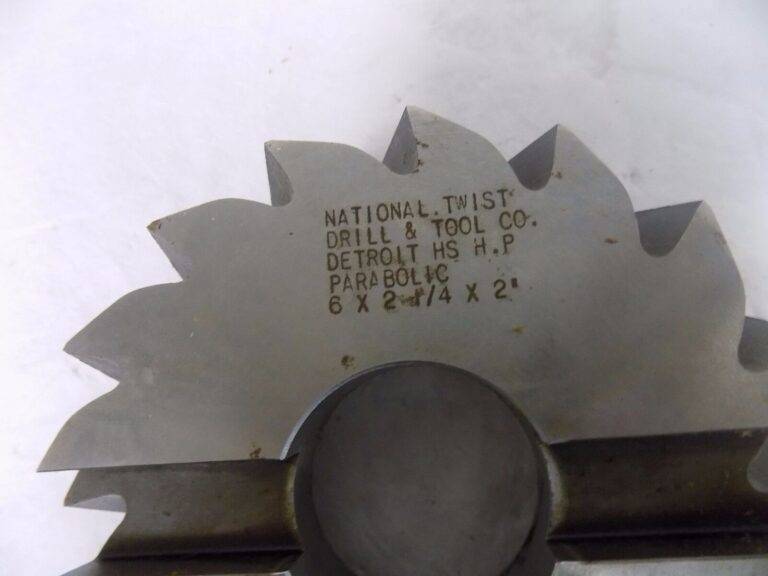 NATIONAL.TWIST
DRILL & TOOL CO.
DETROIT HS H.P
PARABOLIC
6 X 2-1/4 X 2"